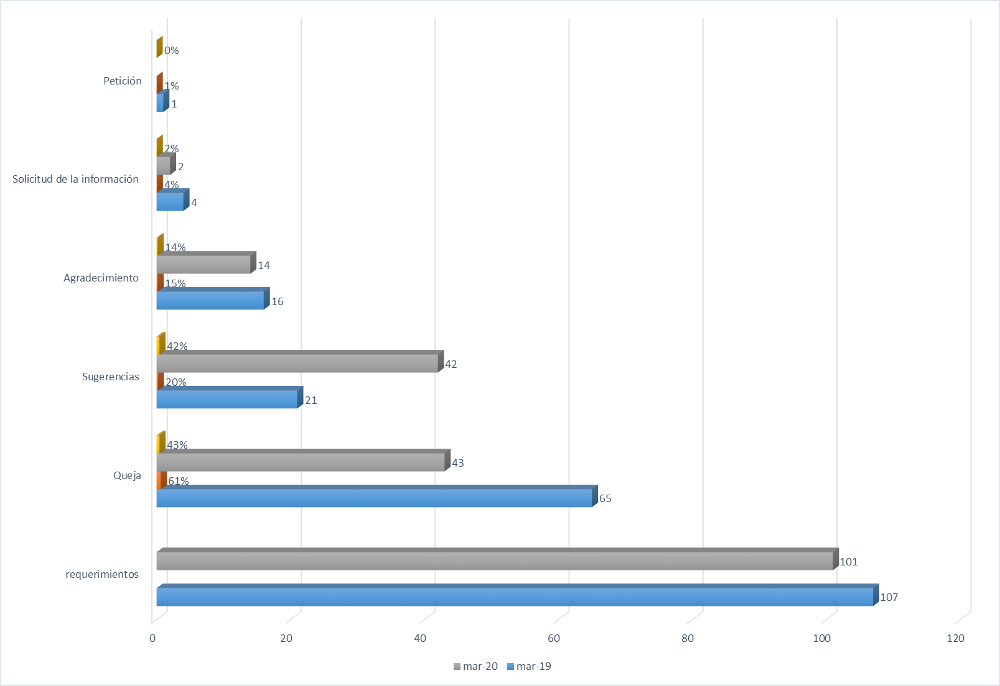 0%
Petición
1%
1
2%
2
Solicitud de la información
4%
4
14%
14
Agradecimiento
15%
16
42%
42
Sugerencias
20%
21
43%
43
Queja
61%
65
101
requerimientos
107
0 20 40 60 80 100 120
mar-20 mar-19